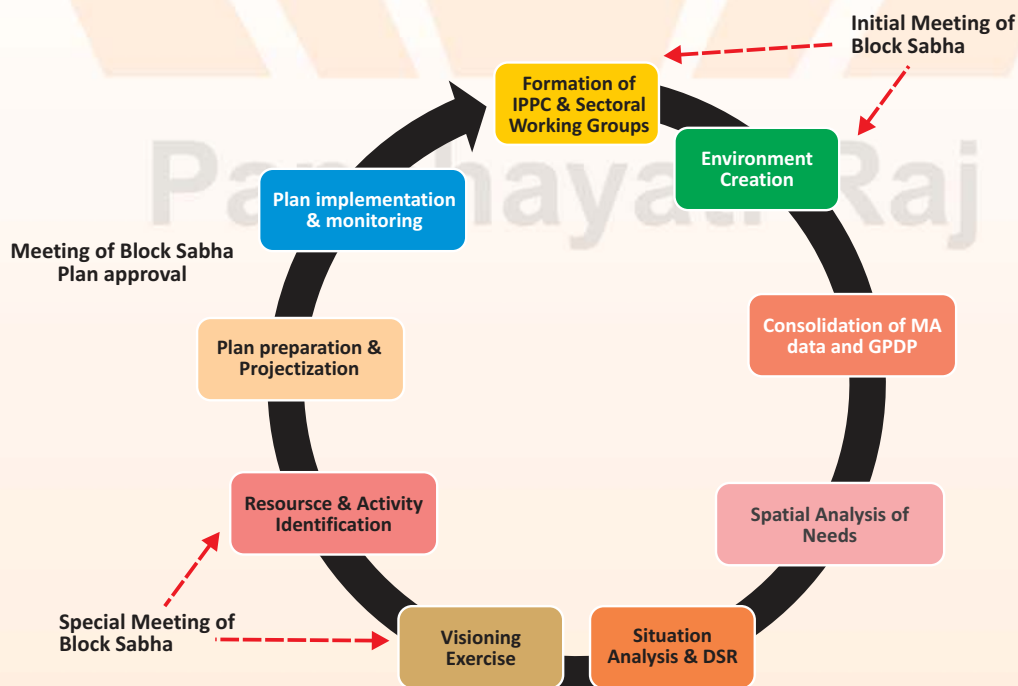 Initial Meeting of
Block Sabha
Formation of
IPPC & Sectoral
Working Groups
Environment
Creation
Consolidation of MA
data and GPDP
Spatial Analysis of
Needs
Situation
Analysis & DSR
Visioning
Exercise
Special Meeting of
Block Sabha
Resoursce & Activity
Identification
Plan preparation &
Projectization
Meeting of Block Sabha
Plan approval
Plan implementation
& monitoring
Panchayati Raj